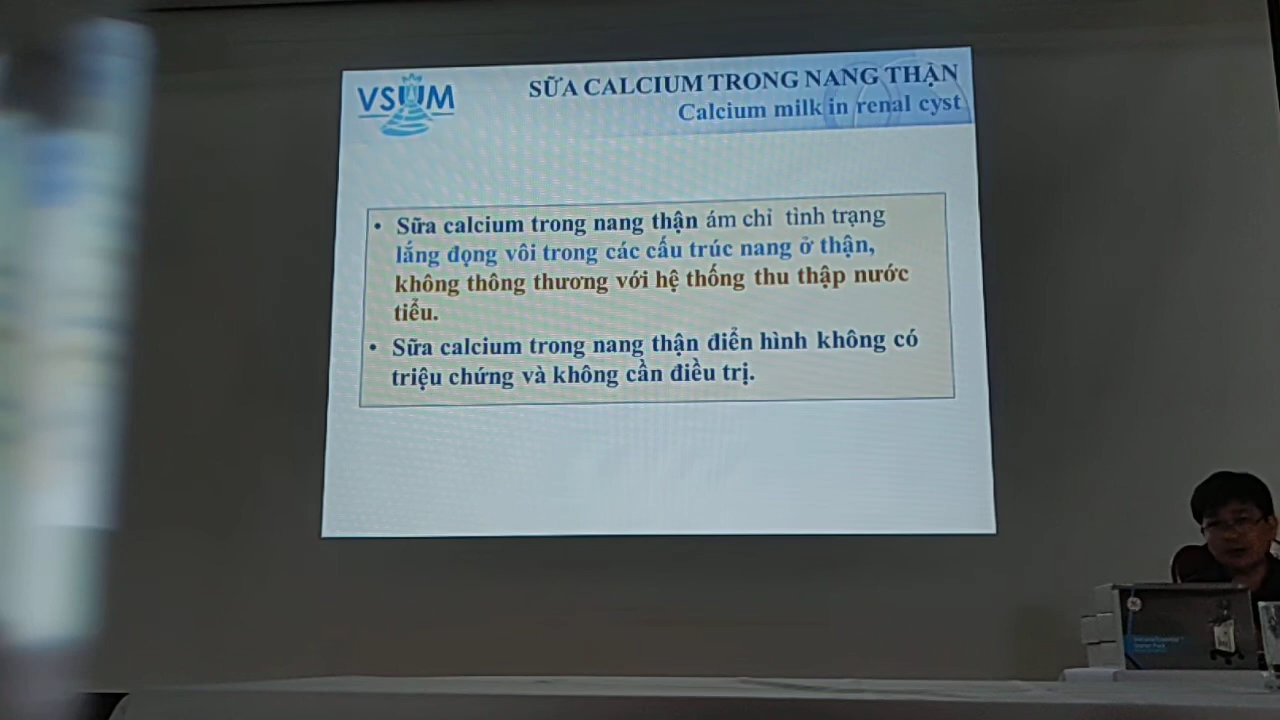 VSUM
SỮA CALCIUM TRONG NANG THẬN
Calcium milk in renal cyst
• Sữa calcium trong nang thận ám chỉ tình trạng
lắng đọng vôi trong các cấu trúc nang ở thận,
không thông thương với hệ thống thu thập nước
tiểu.
• Sữa calcium trong nang thận điển hình không có
triệu chứng và không cần điều trị.